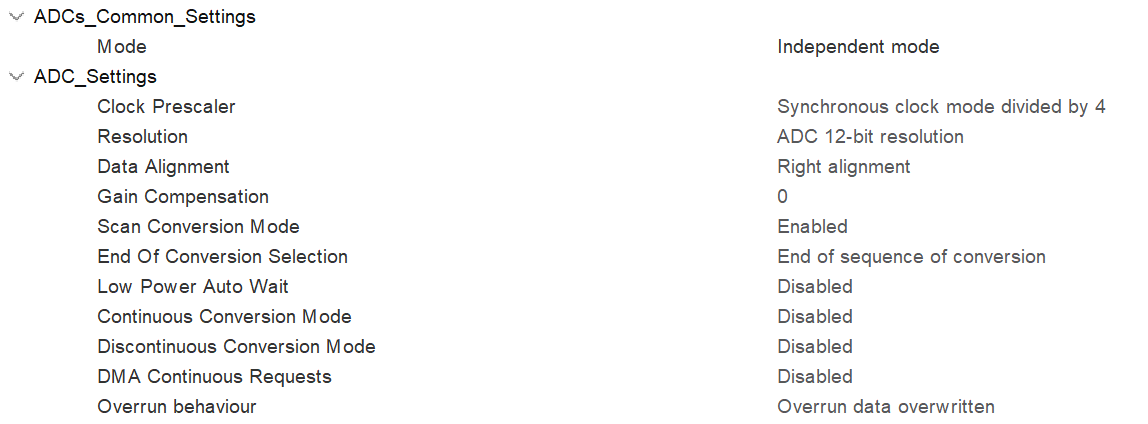 ADCs_Common_Settings
Mode Independent mode
ADC_Settings
Clock Prescaler Synchronous clock mode divided by 4
Resolution ADC 12-bit resolution
Data Alignment Right alignment
Gain Compensation 0
Scan Conversion Mode Enabled
End Of Conversion Selection End of sequence of conversion
Low Power Auto Wait Disabled
Continuous Conversion Mode Disabled
Discontinuous Conversion Mode Disabled
DMA Continuous Requests Disabled
Overrun behaviour Overrun data overwritten